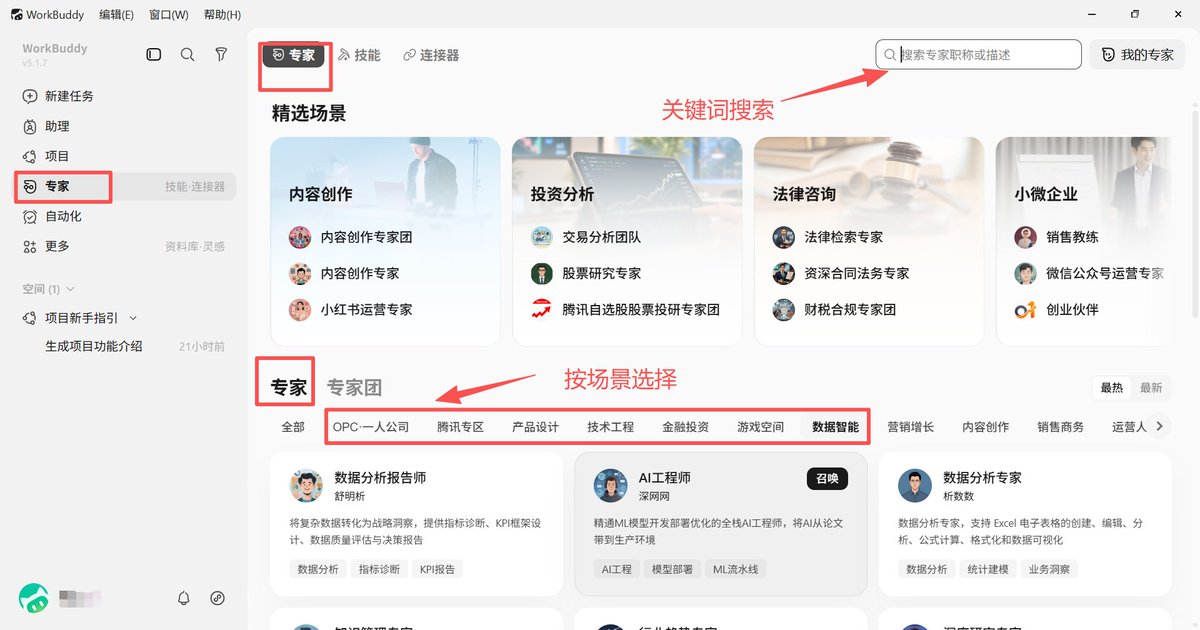 WorkBuddy 编辑(E) 窗口(W) 帮助(H)
WorkBuddy
v5.1.7
新建任务
助理
项目
专家 技能·连接器
自动化
更多 资料库·灵感
空间 (1)
项目新手指引
生成项目功能介绍 21小时前
专家 技能 连接器
搜索专家职称或描述
我的专家
关键词搜索
精选场景
内容创作
内容创作专家团
内容创作专家
小红书运营专家
投资分析
交易分析团队
股票研究专家
腾讯自选股股票投研专家团
法律咨询
法律检索专家
资深合同法务专家
财税合规专家团
小微企业
销售教练
微信公众号运营专家
创业伙伴
专家 专家团
按场景选择
最热 最新
全部 OPC·一人公司 腾讯专区 产品设计 技术工程 金融投资 游戏空间 数据智能 营销增长 内容创作 销售商务 运营人
数据分析报告师
舒明析
将复杂数据转化为战略洞察，提供指标诊断、KPI框架设
计、数据质量评估与决策报告
数据分析 指标诊断 KPI报告
AI工程师
深网网
召唤
精通ML模型开发部署优化的全栈AI工程师，将AI从论文
带到生产环境
AI工程 模型部署 ML流水线
数据分析专家
析数数
数据分析专家，支持 Excel 电子表格的创建、编辑、分
析、公式计算、格式化和数据可视化
数据分析 统计建模 业务洞察
知识管理专家
行业趋势专家
深度研究专家